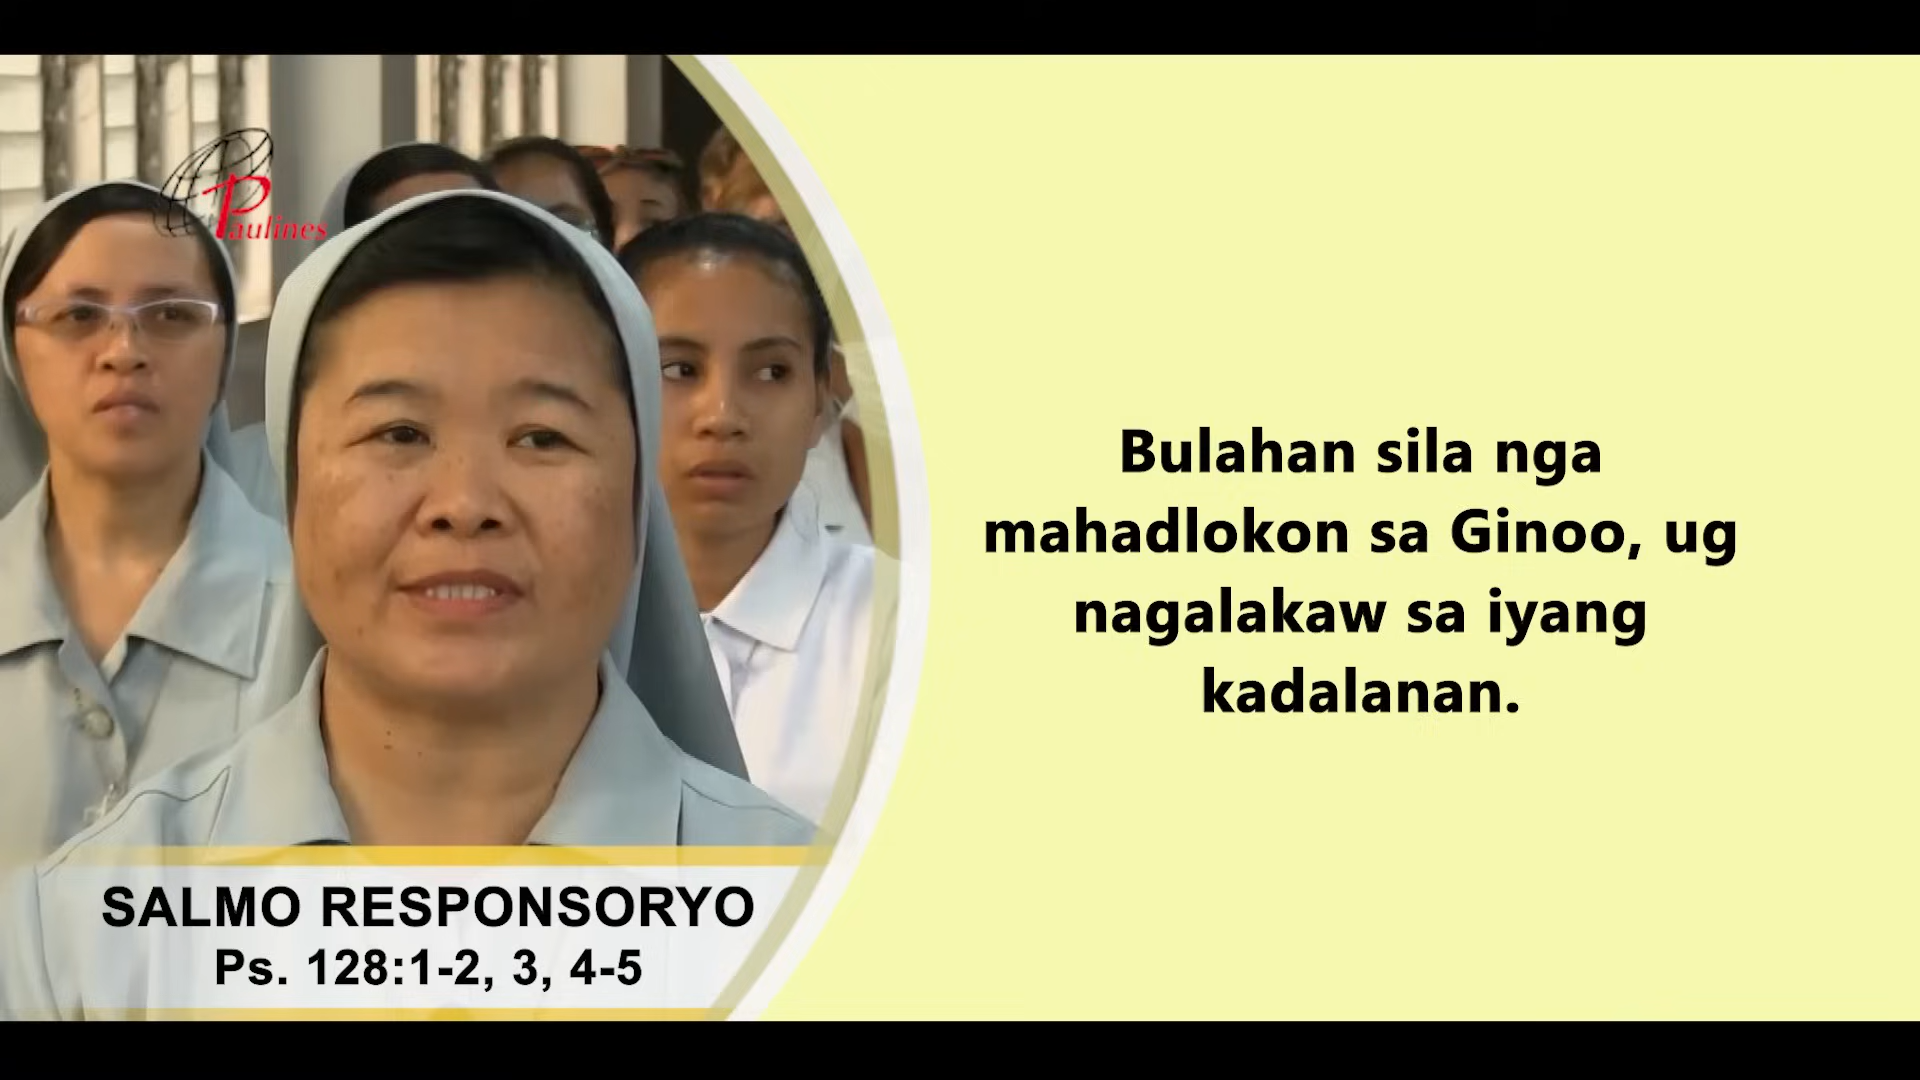 Paulines
Bulahan sila nga
mahadlokon sa Ginoo, ug
nagalakaw sa iyang
kadalanan.
SALMO RESPONSORYO
Ps. 128:1-2, 3, 4-5